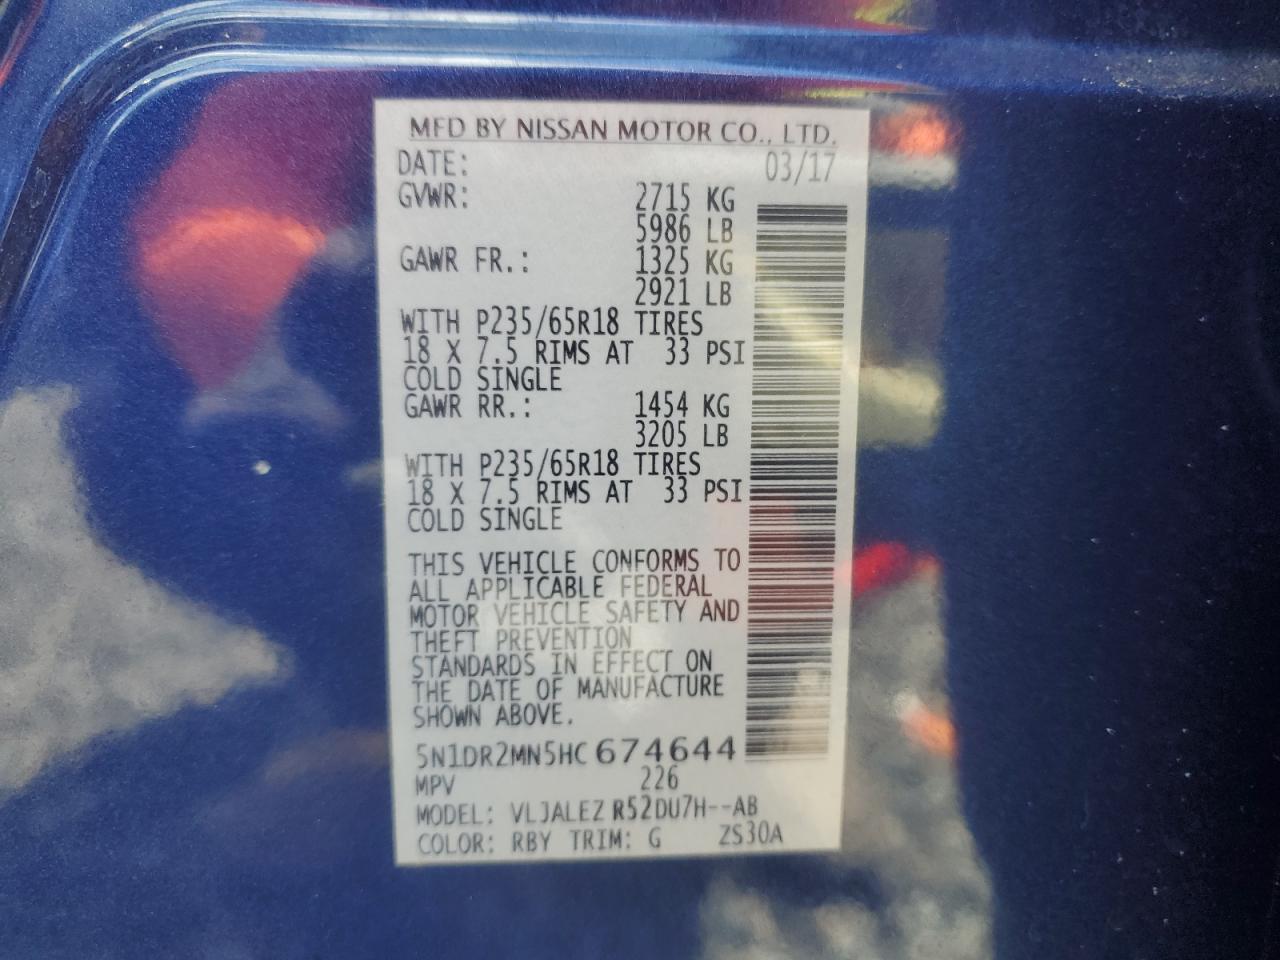 MFD BY NISSAN MOTOR CO., LTD.
DATE: 03/17
GVWR: 2715 KG
5986 LB
GAWR FR.: 1325 KG
2921 LB
WITH P235/65R18 TIRES
18 X 7.5 RIMS AT 33 PSI
COLD SINGLE
GAWR RR.: 1454 KG
3205 LB
WITH P235/65R18 TIRES
18 X 7.5 RIMS AT 33 PSI
COLD SINGLE
THIS VEHICLE CONFORMS TO
ALL APPLICABLE FEDERAL
MOTOR VEHICLE SAFETY AND
THEFT PREVENTION
STANDARDS IN EFFECT ON
THE DATE OF MANUFACTURE
SHOWN ABOVE.
5N1DR2MN5HC674644
MPV 226
MODEL: VLJALEZ R52DU7H--AB
COLOR: RBY TRIM: G ZS30A